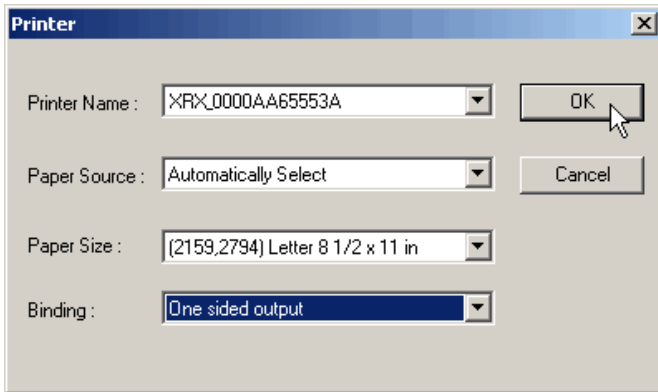 Printer
Printer Name : XRX_0000AA65553A OK
Paper Source : Automatically Select Cancel
Paper Size : (2159,2794) Letter 8 1/2 x 11 in
Binding : One sided output